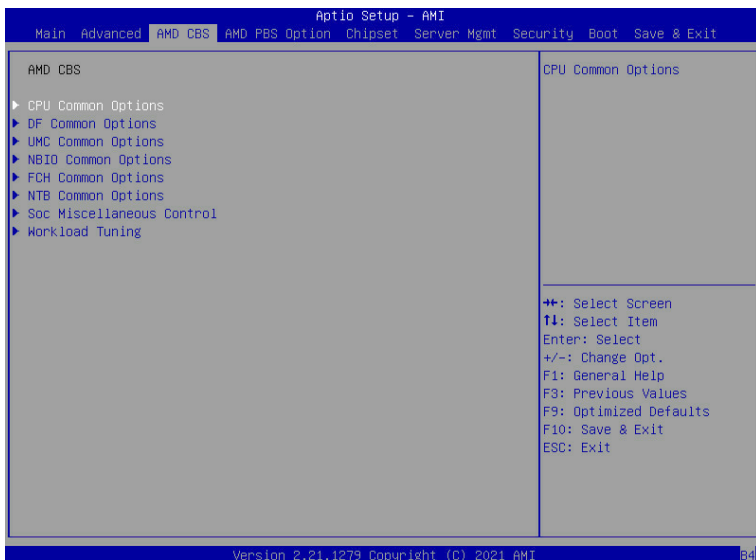 Aptio Setup – AMI
Main Advanced AMD CBS AMD PBS Option Chipset Server Mgmt Security Boot Save & Exit
AMD CBS
CPU Common Options
DF Common Options
UMC Common Options
NBIO Common Options
FCH Common Options
NTB Common Options
Soc Miscellaneous Control
Workload Tuning
CPU Common Options
→←: Select Screen
↑↓: Select Item
Enter: Select
+/-: Change Opt.
F1: General Help
F3: Previous Values
F9: Optimized Defaults
F10: Save & Exit
ESC: Exit
Version 2.21.1279 Copyright (C) 2021 AMI
B4